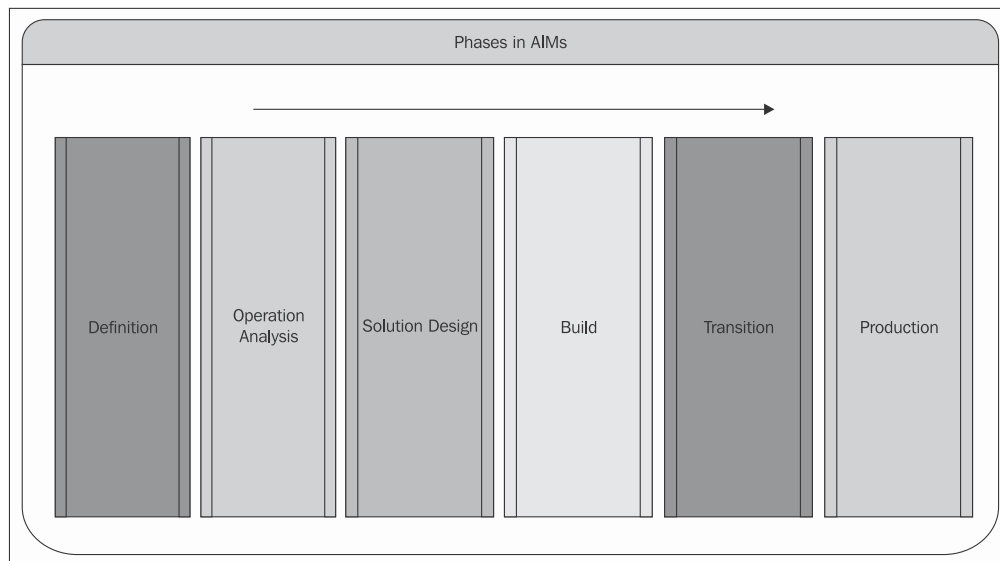 Phases in AIMs
Definition
Operation
Analysis
Solution Design
Build
Transition
Production